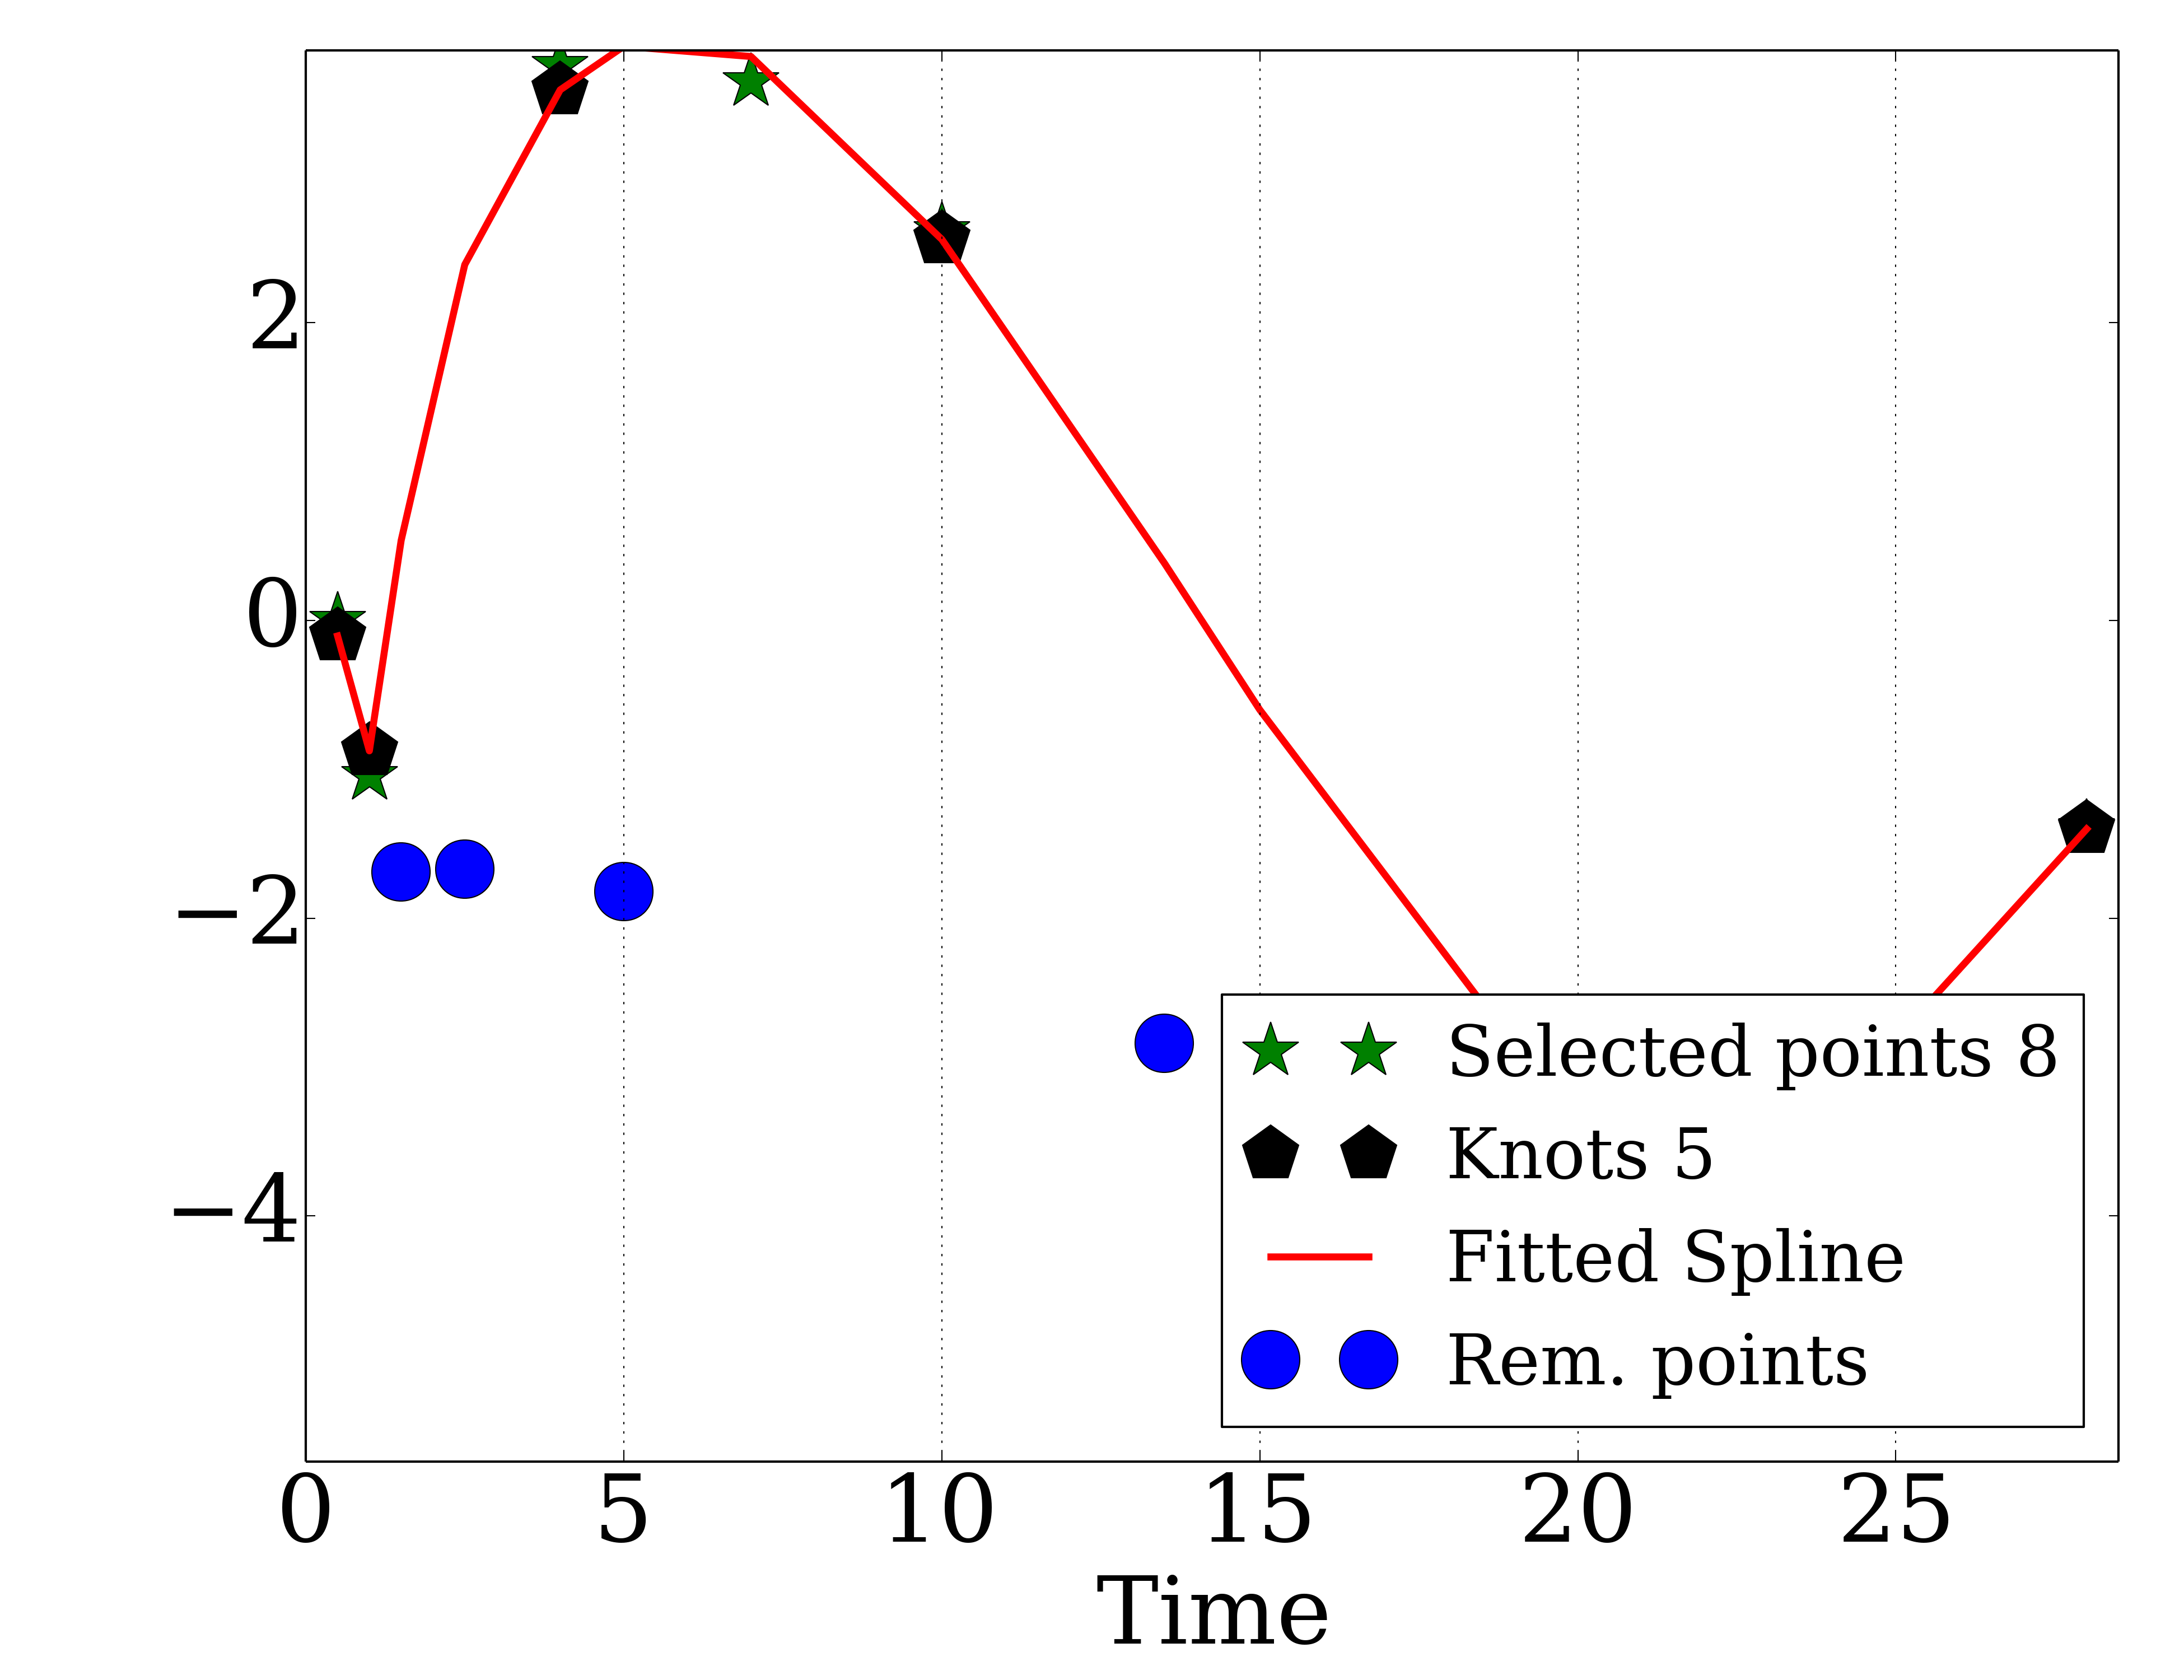 2
0
−2
−4
Selected points 8
Knots 5
Fitted Spline
Rem. points
0 5 10 15 20 25
Time